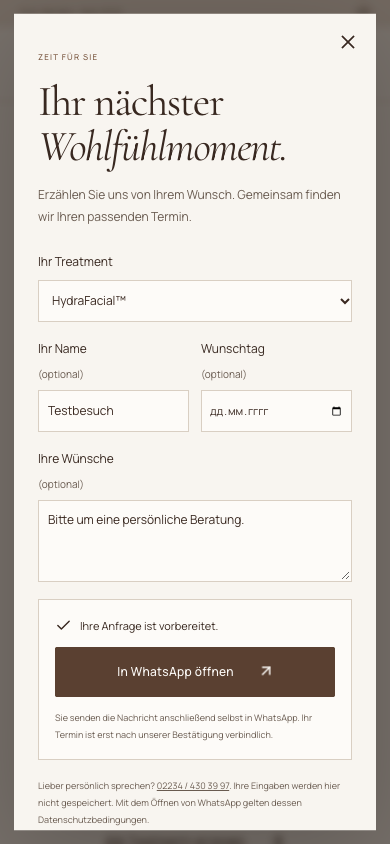 ZEIT FÜR SIE
Ihr nächster
Wohlfühlmoment.
Erzählen Sie uns von Ihrem Wunsch. Gemeinsam finden
wir Ihren passenden Termin.
Ihr Treatment
HydraFacial™
Ihr Name
(optional)
Testbesuch
Wunschtag
(optional)
дд.мм.гггг
Ihre Wünsche
(optional)
Bitte um eine persönliche Beratung.
Ihre Anfrage ist vorbereitet.
In WhatsApp öffnen
Sie senden die Nachricht anschließend selbst in WhatsApp. Ihr
Termin ist erst nach unserer Bestätigung verbindlich.
Lieber persönlich sprechen? 02234 / 430 39 97. Ihre Eingaben werden hier
nicht gespeichert. Mit dem Öffnen von WhatsApp gelten dessen
Datenschutzbedingungen.